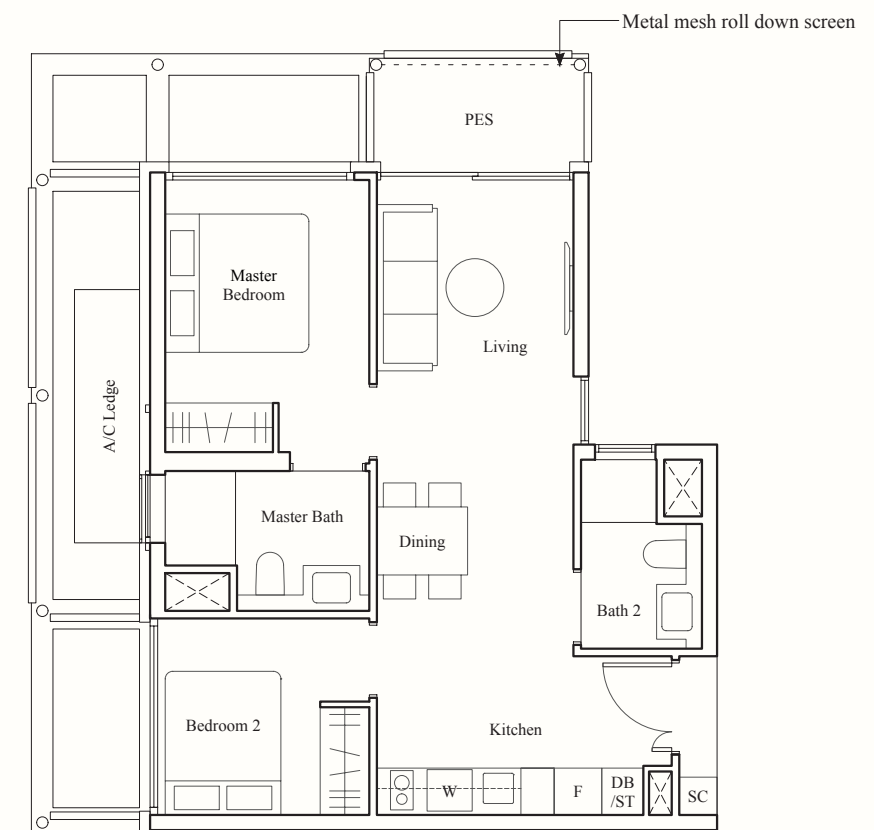 Metal mesh roll down screen
PES
Master
Bedroom
Living
A/C Ledge
Master Bath
Dining
Bath 2
Bedroom 2
Kitchen
W
F
DB
/ST
SC